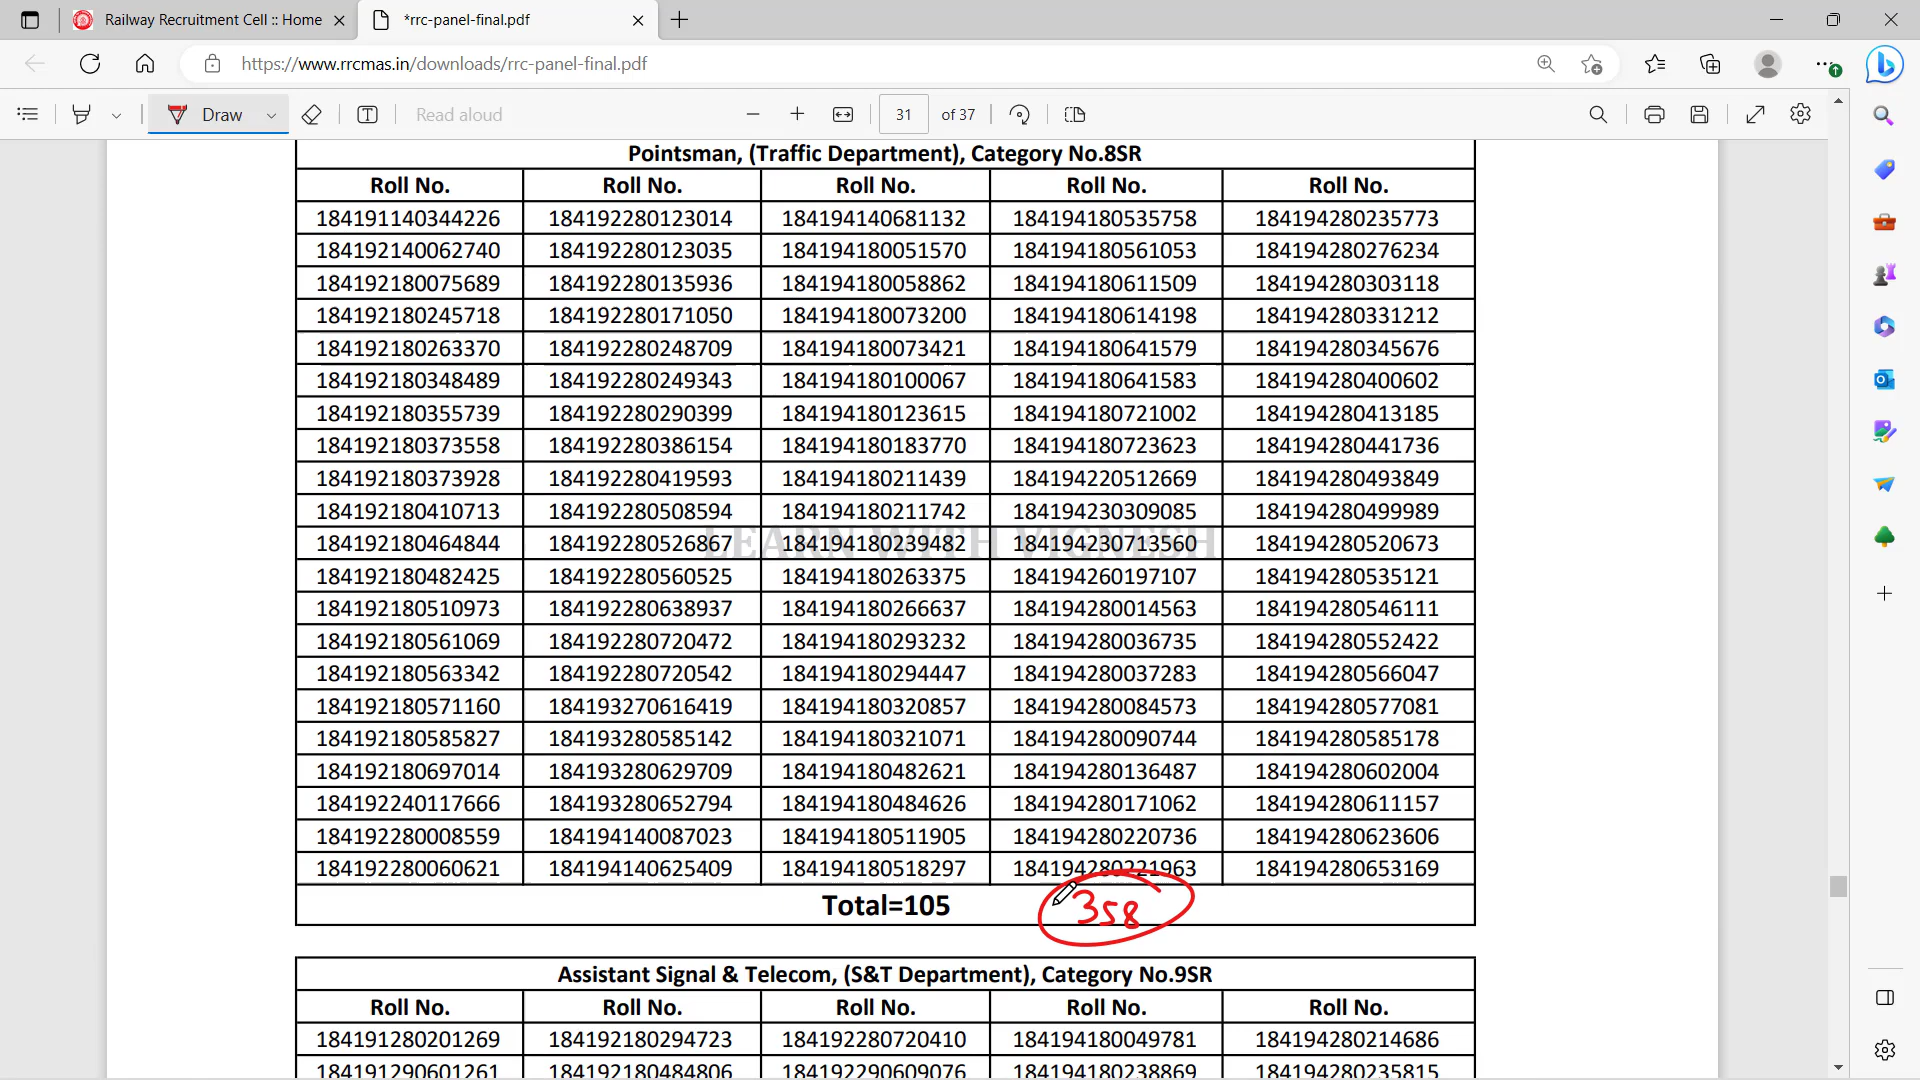 Railway Recruitment Cell :: Home
*rrc-panel-final.pdf
https://www.rrcmas.in/downloads/rrc-panel-final.pdf
Draw
Read aloud
31 of 37
Pointsman, (Traffic Department), Category No.8SR
Roll No. Roll No. Roll No. Roll No. Roll No.
184191140344226 184192280123014 184194140681132 184194180535758 184194280235773
184192140062740 184192280123035 184194180051570 184194180561053 184194280276234
184192180075689 184192280135936 184194180058862 184194180611509 184194280303118
184192180245718 184192280171050 184194180073200 184194180614198 184194280331212
184192180263370 184192280248709 184194180073421 184194180641579 184194280345676
184192180348489 184192280249343 184194180100067 184194180641583 184194280400602
184192180355739 184192280290399 184194180123615 184194180721002 184194280413185
184192180373558 184192280386154 184194180183770 184194180723623 184194280441736
184192180373928 184192280419593 184194180211439 184194220512669 184194280493849
184192180410713 184192280508594 184194180211742 184194230309085 184194280499989
LEARN WITH VIGNESH
184192180464844 184192280526867 184194180239482 184194230713560 184194280520673
184192180482425 184192280560525 184194180263375 184194260197107 184194280535121
184192180510973 184192280638937 184194180266637 184194280014563 184194280546111
184192180561069 184192280720472 184194180293232 184194280036735 184194280552422
184192180563342 184192280720542 184194180294447 184194280037283 184194280566047
184192180571160 184193270616419 184194180320857 184194280084573 184194280577081
184192180585827 184193280585142 184194180321071 184194280090744 184194280585178
184192180697014 184193280629709 184194180482621 184194280136487 184194280602004
184192240117666 184193280652794 184194180484626 184194280171062 184194280611157
184192280008559 184194140087023 184194180511905 184194280220736 184194280623606
184192280060621 184194140625409 184194180518297 184194280221963 184194280653169
Total=105 358
Assistant Signal & Telecom, (S&T Department), Category No.9SR
Roll No. Roll No. Roll No. Roll No. Roll No.
184191280201269 184192180294723 184192280720410 184194180049781 184194280214686
184191290601261 184192180484806 184192290609076 184194180238869 184194280235815